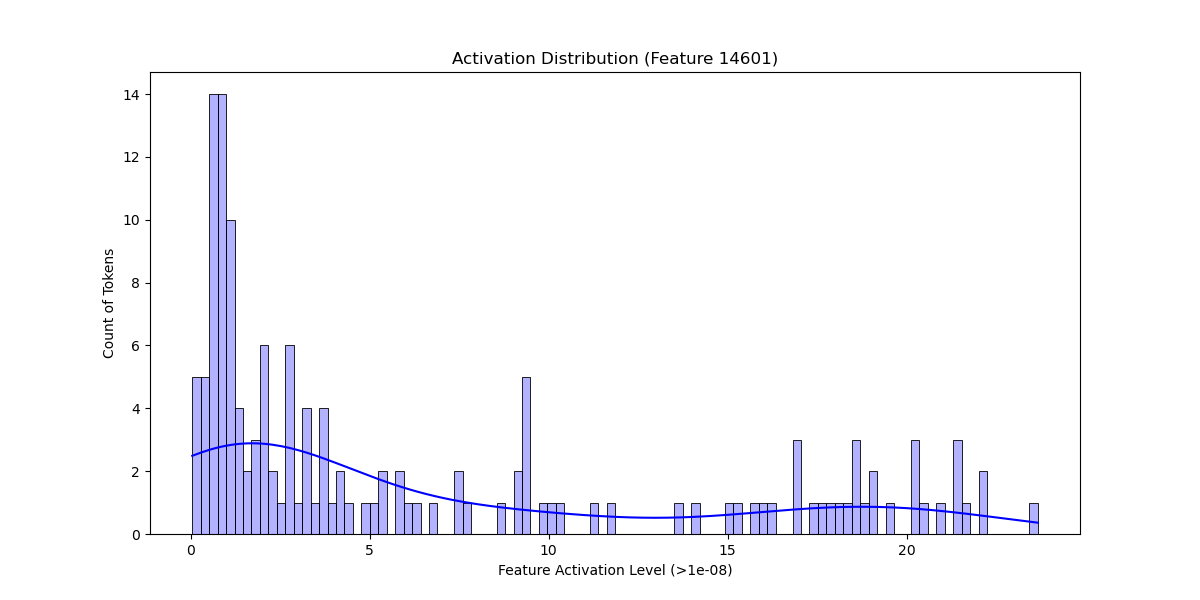 Activation Distribution (Feature 14601)
14
12
10
8
6
4
2
0
Count of Tokens
0 5 10 15 20
Feature Activation Level (>1e-08)